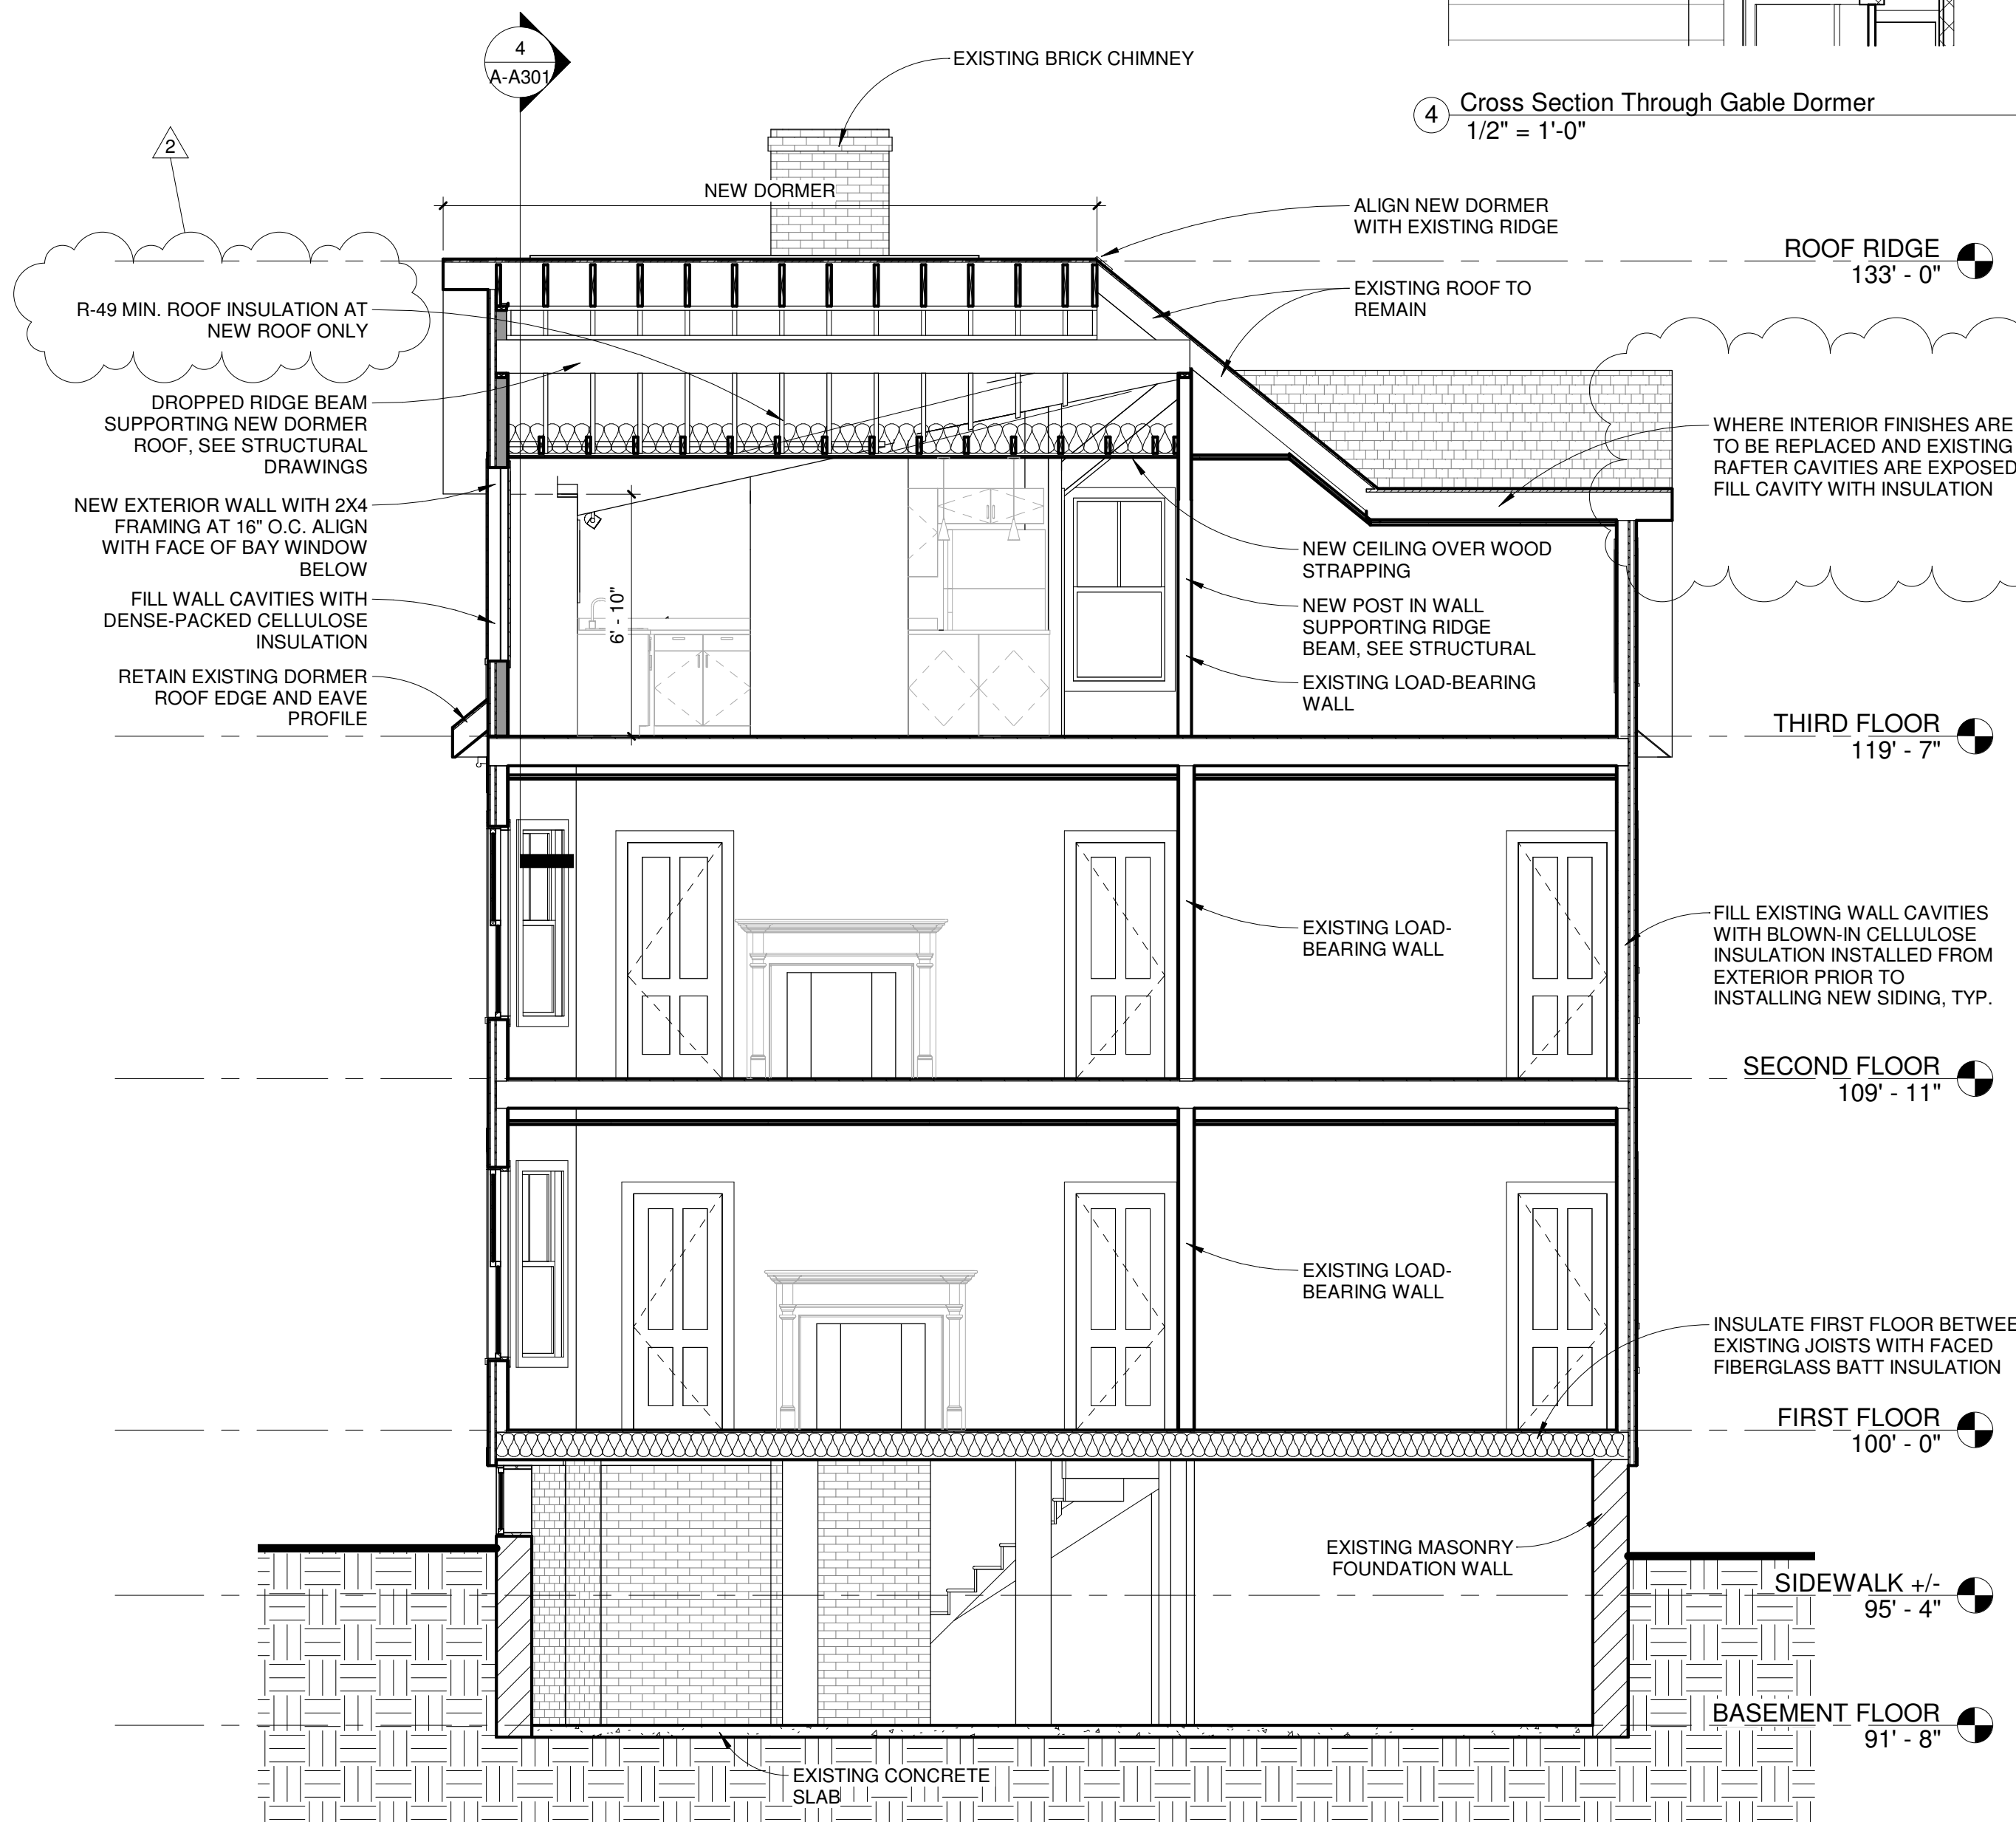 4
A-A301
EXISTING BRICK CHIMNEY
4
Cross Section Through Gable Dormer
1/2" = 1'-0"
2
NEW DORMER
ALIGN NEW DORMER
WITH EXISTING RIDGE
ROOF RIDGE
133' - 0"
EXISTING ROOF TO
REMAIN
R-49 MIN. ROOF INSULATION AT
NEW ROOF ONLY
DROPPED RIDGE BEAM
SUPPORTING NEW DORMER
ROOF, SEE STRUCTURAL
DRAWINGS
WHERE INTERIOR FINISHES ARE
TO BE REPLACED AND EXISTING
RAFTER CAVITIES ARE EXPOSED
FILL CAVITY WITH INSULATION
NEW EXTERIOR WALL WITH 2X4
FRAMING AT 16" O.C. ALIGN
WITH FACE OF BAY WINDOW
BELOW
NEW CEILING OVER WOOD
STRAPPING
FILL WALL CAVITIES WITH
DENSE-PACKED CELLULOSE
INSULATION
6' - 10"
NEW POST IN WALL
SUPPORTING RIDGE
BEAM, SEE STRUCTURAL
RETAIN EXISTING DORMER
ROOF EDGE AND EAVE
PROFILE
EXISTING LOAD-BEARING
WALL
THIRD FLOOR
119' - 7"
EXISTING LOAD-
BEARING WALL
FILL EXISTING WALL CAVITIES
WITH BLOWN-IN CELLULOSE
INSULATION INSTALLED FROM
EXTERIOR PRIOR TO
INSTALLING NEW SIDING, TYP.
SECOND FLOOR
109' - 11"
EXISTING LOAD-
BEARING WALL
INSULATE FIRST FLOOR BETWEE
EXISTING JOISTS WITH FACED
FIBERGLASS BATT INSULATION
FIRST FLOOR
100' - 0"
EXISTING MASONRY
FOUNDATION WALL
SIDEWALK +/-
95' - 4"
BASEMENT FLOOR
91' - 8"
EXISTING CONCRETE
SLAB